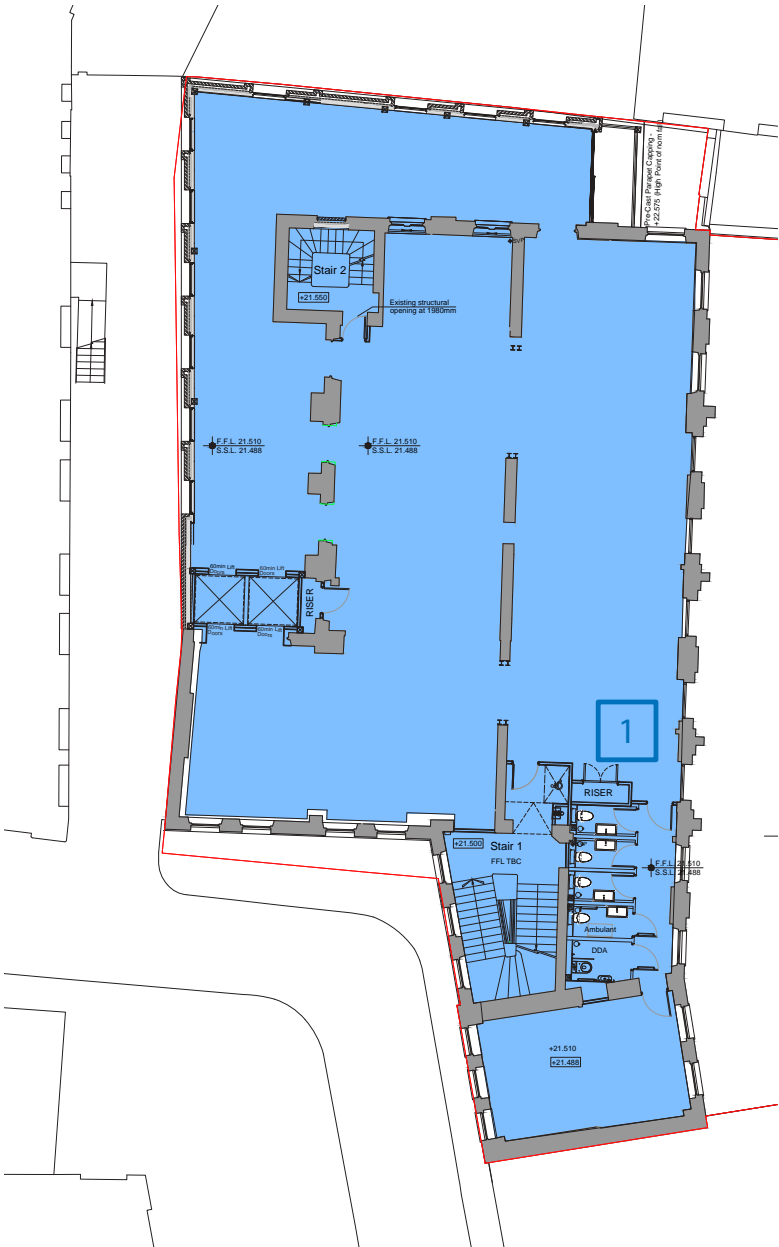 Pre-Cast Parapet Capping -
+22.575 (High Point of
SVP
Stair 2
+21.550
Existing structural
opening at 1980mm
F.F.L. 21.510
S.S.L. 21.488
F.F.L. 21.510
S.S.L. 21.488
60min Lift
Doors
60min Lift
Doors
RISER
60min Lift
Doors
60min Lift
Doors
1
RISER
+21.500
Stair 1
FFL TBC
F.F.L. 21.510
S.S.L. 21.488
Ambulant
DDA
+21.510
+21.488